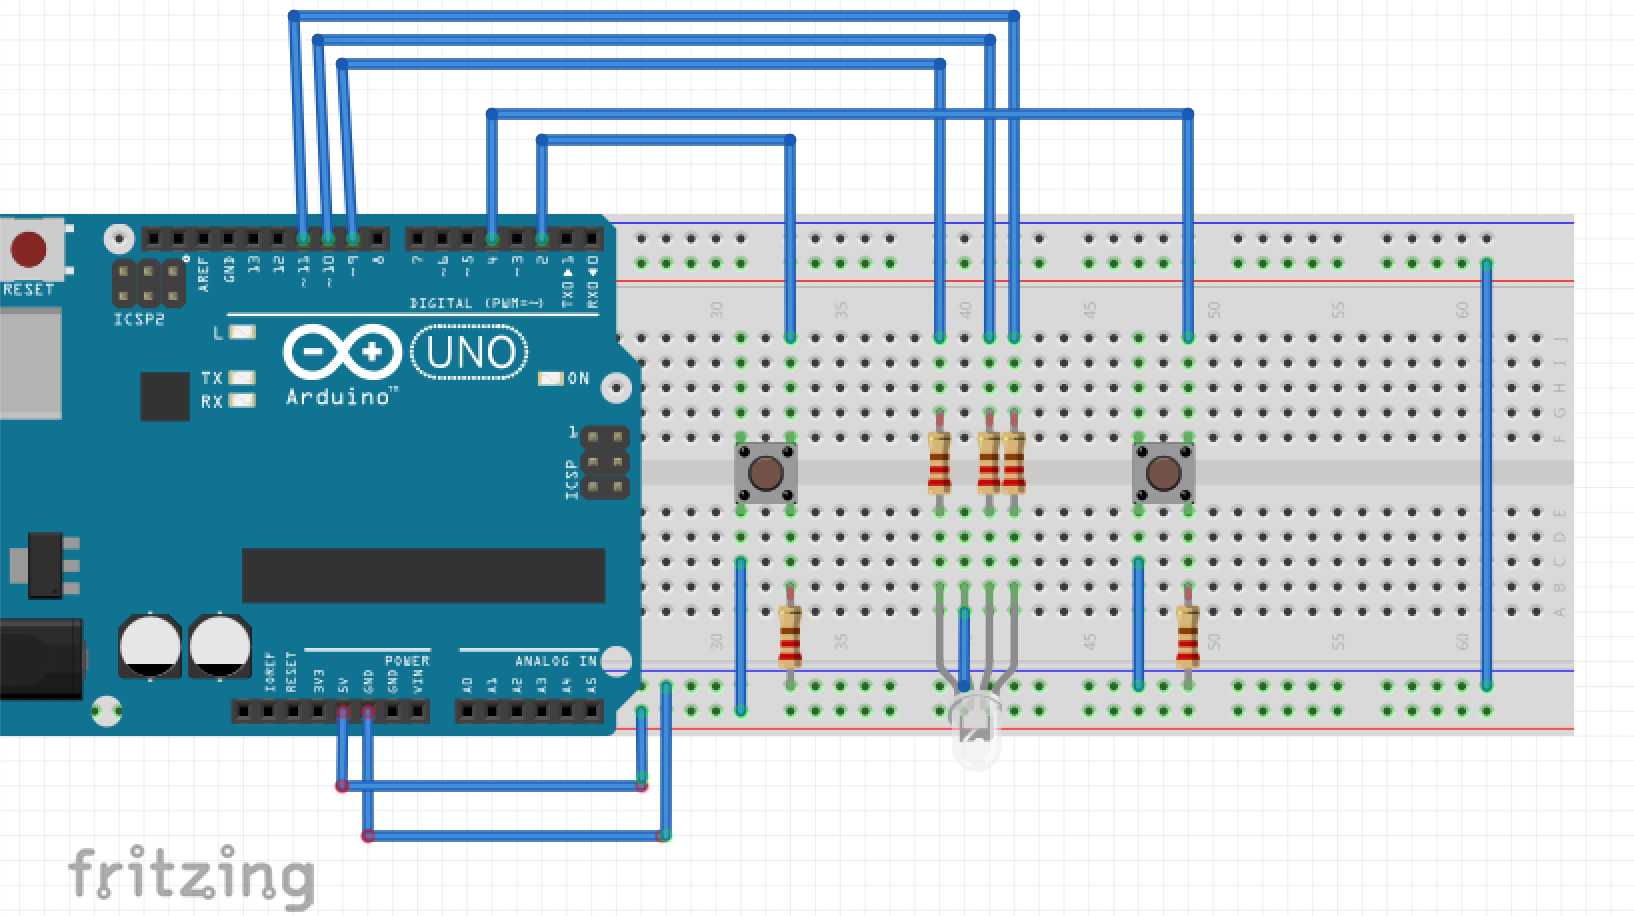 RESET
ICSP2
AREF
GND
13
12
~11
~10
~9
8
7
~6
~5
4
~3
2
TXD▶1
RXD◀0
DIGITAL (PWM=~)
L
TX
RX
UNO
Arduino™
ON
1
ICSP
30
35
40
45
50
55
60
J
I
H
G
F
E
D
C
B
A
30
35
45
50
55
60
IOREF
RESET
3V3
5V
GND
GND
VIN
POWER
ANALOG IN
A0
A1
A2
A3
A4
A5
fritzing